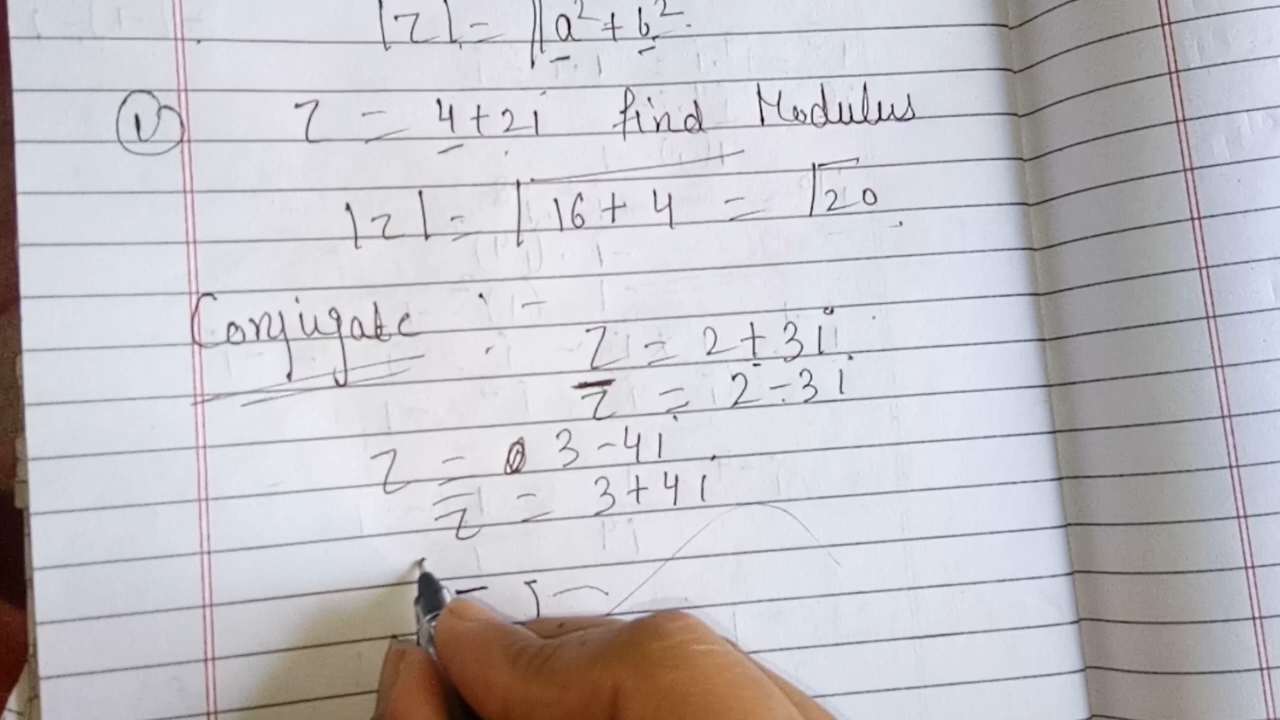 |z| = √a² + b²
① z = 4+2i find Modulus
|z| = √16 + 4 = √20
Conjugate :-
z = 2+3i
z̅ = 2-3i
z = 3-4i
z̅ = 3+4i